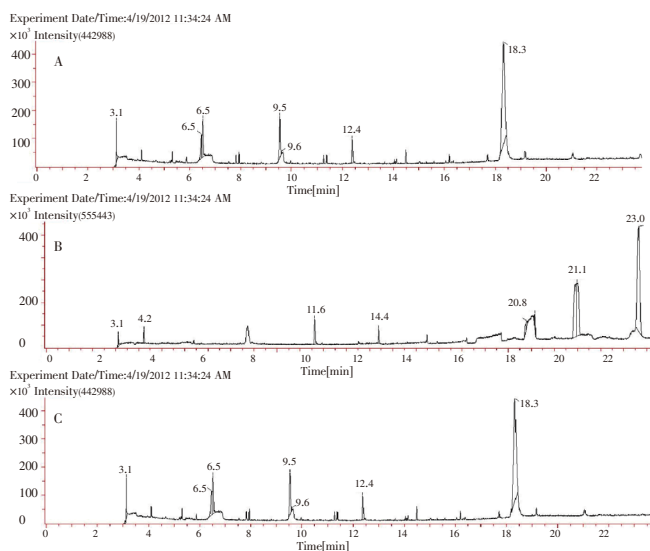 Experiment Date/Time:4/19/2012 11:34:24 AM
×10³ Intensity(442988)
400
300
200
100
A
3.1
6.5
6.5
9.5
9.6
12.4
18.3
0 2 4 6 8 10 12 14 16 18 20 22
Time[min]
Experiment Date/Time:4/19/2012 11:34:24 AM
×10³ Intensity(555443)
400
200
0
B
3.1
4.2
11.6
14.4
20.8
21.1
23.0
0 2 4 6 8 10 12 14 16 18 20 22
Time[min]
Experiment Date/Time:4/19/2012 11:34:24 AM
×10³ Intensity(442988)
400
300
200
100
0
C
3.1
6.5
6.5
9.5
9.6
12.4
18.3
0 2 4 6 8 10 12 14 16 18 20 22
Time[min]